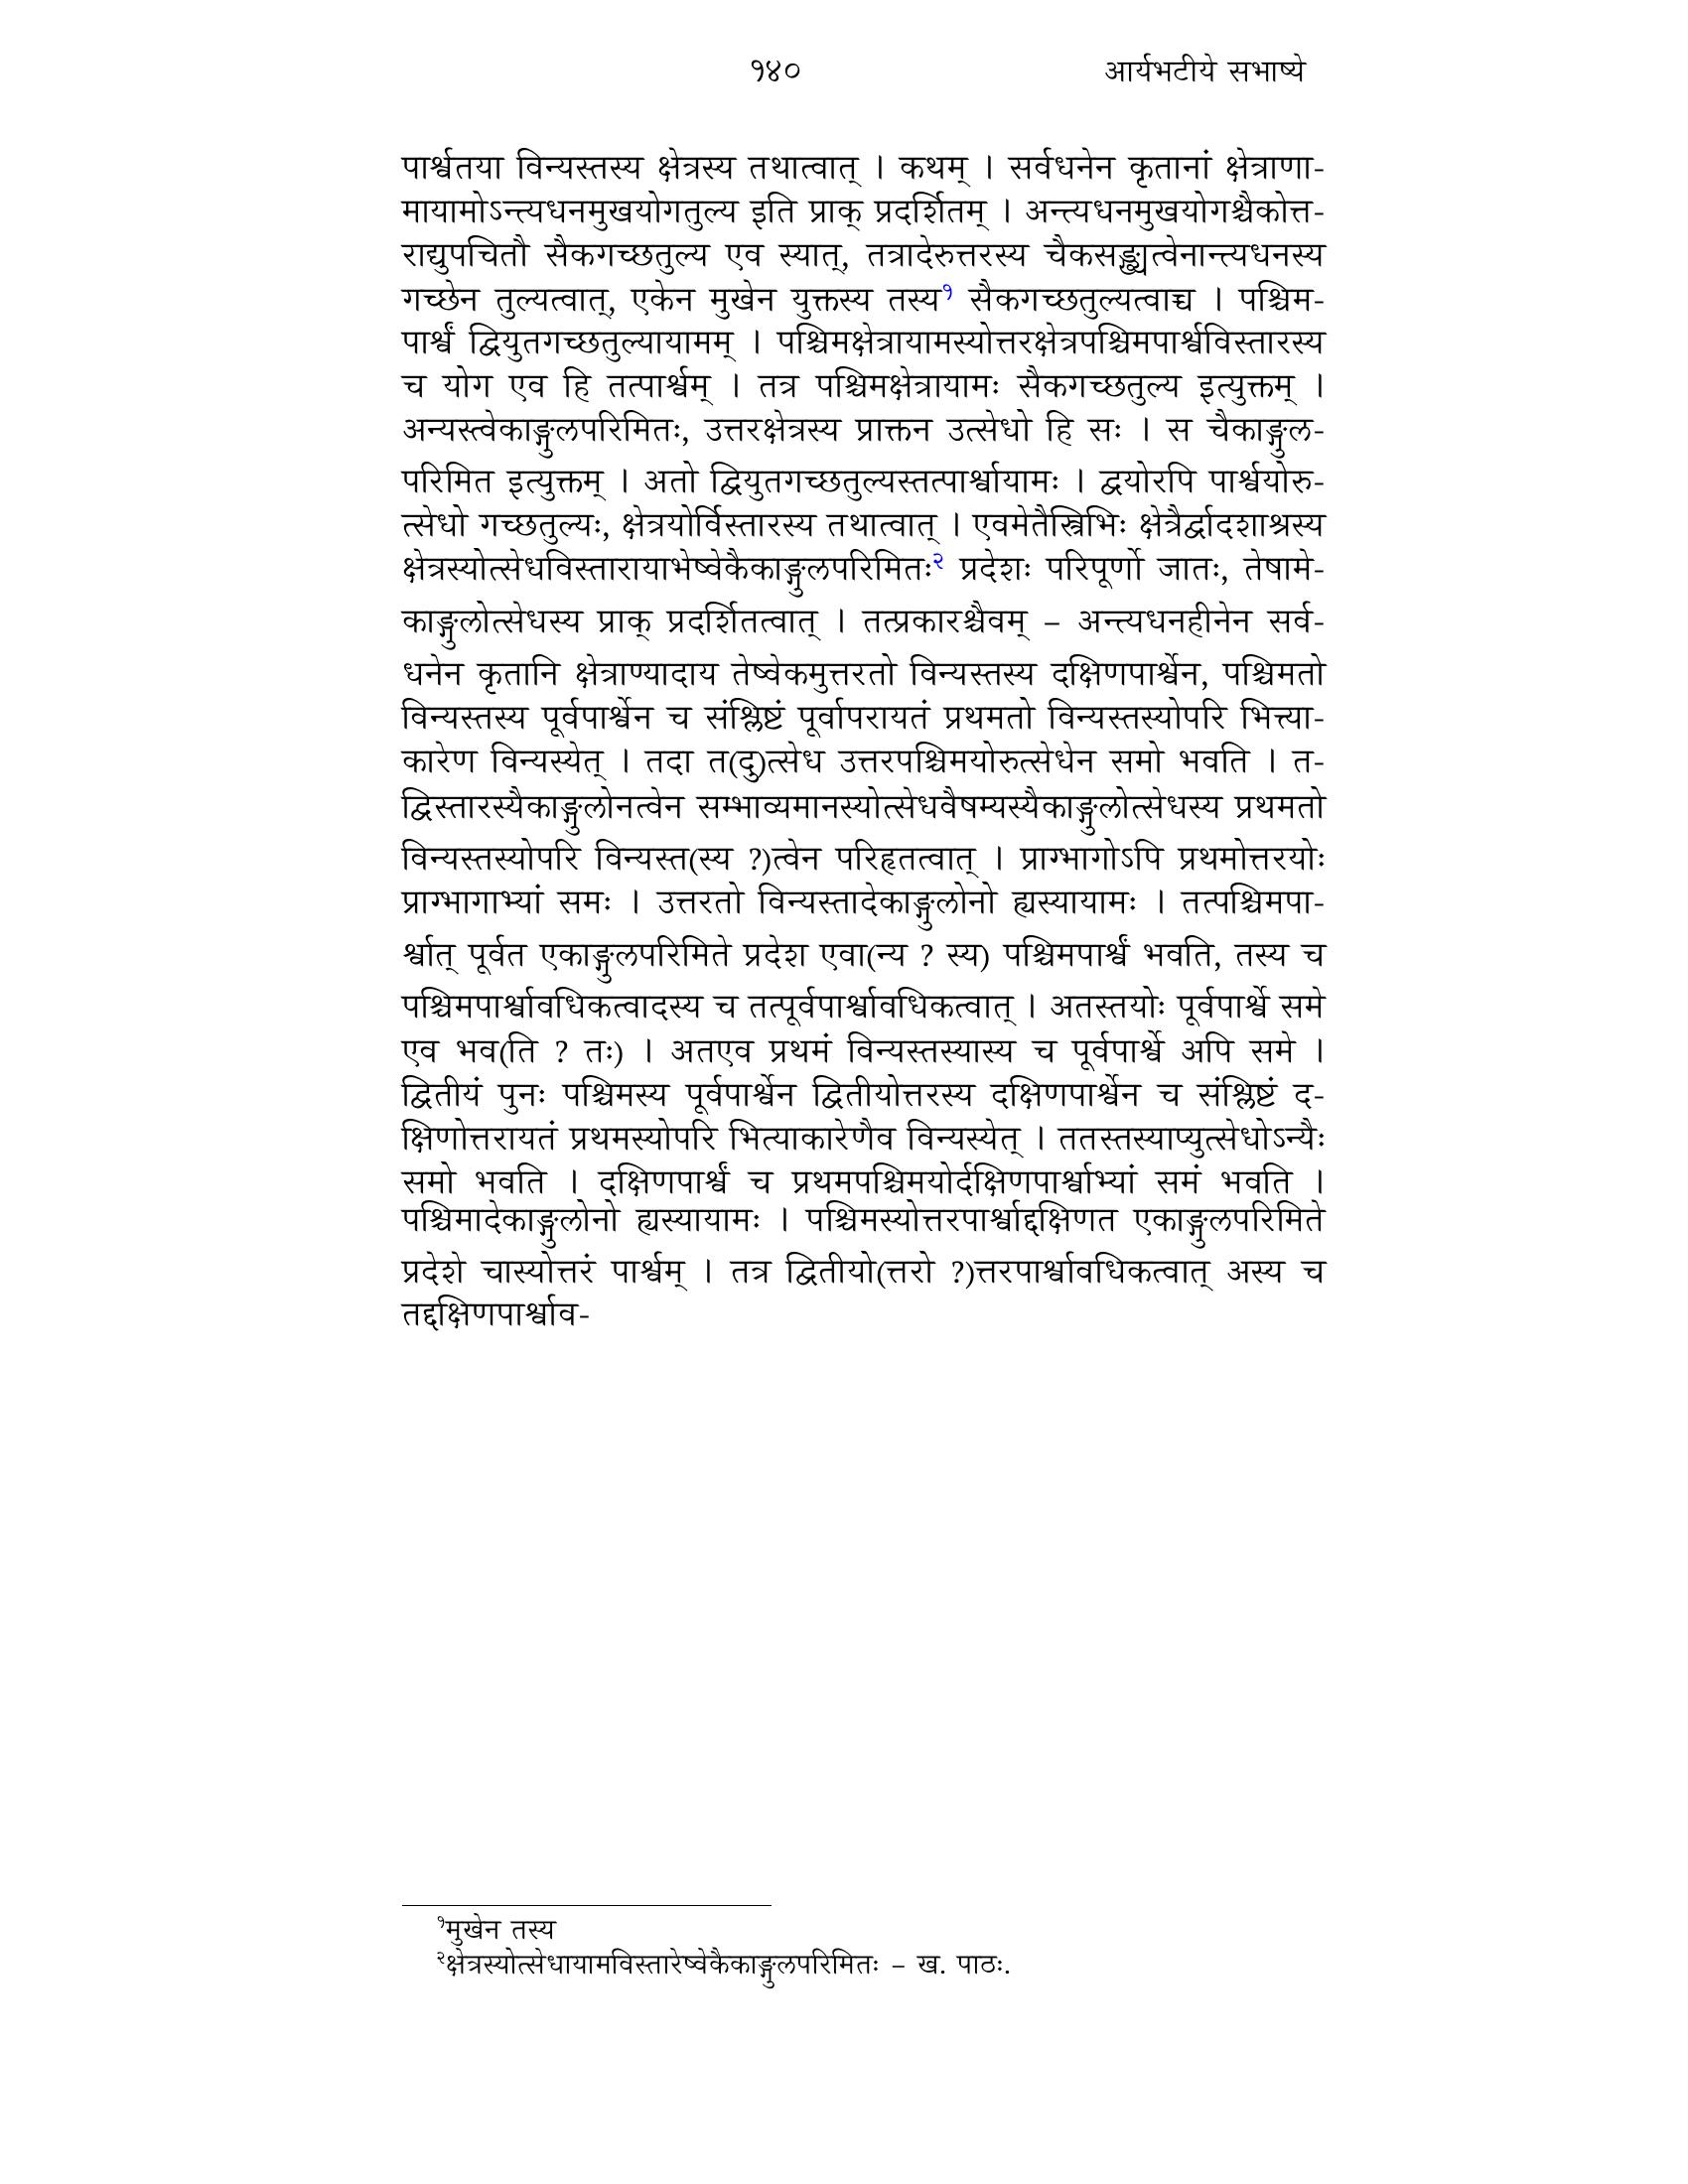 १४० आर्यभटीये सभाष्ये
पार्श्वतया विन्यस्तस्य क्षेत्रस्य तथात्वात् । कथम् । सर्वधनेन कृतानां क्षेत्राणा-
मायामोऽन्त्यधनमुखयोगतुल्य इति प्राक् प्रदर्शितम् । अन्त्यधनमुखयोगश्चैकोत्त-
राद्युपचितौ सैकगच्छतुल्य एव स्यात्, तत्रादेरुत्तरस्य चैकसङ्ख्यत्वेनान्त्यधनस्य
गच्छेन तुल्यत्वात्, एकेन मुखेन युक्तस्य तस्य१ सैकगच्छतुल्यत्वाच्च । पश्चिम-
पार्श्वं द्वियुतगच्छतुल्यायामम् । पश्चिमक्षेत्रायामस्योत्तरक्षेत्रपश्चिमपार्श्वविस्तारस्य
च योग एव हि तत्पार्श्वम् । तत्र पश्चिमक्षेत्रायामः सैकगच्छतुल्य इत्युक्तम् ।
अन्यस्त्वेकाङ्गुलपरिमितः, उत्तरक्षेत्रस्य प्राक्तन उत्सेधो हि सः । स चैकाङ्गुल-
परिमित इत्युक्तम् । अतो द्वियुतगच्छतुल्यस्तत्पार्श्वायामः । द्वयोरपि पार्श्वयोरु-
त्सेधो गच्छतुल्यः, क्षेत्रयोर्विस्तारस्य तथात्वात् । एवमेतैस्त्रिभिः क्षेत्रैर्द्वादशाश्रस्य
क्षेत्रस्योत्सेधविस्तारायाभेष्वेकैकाङ्गुलपरिमितः२ प्रदेशः परिपूर्णो जातः, तेषामे-
काङ्गुलोत्सेधस्य प्राक् प्रदर्शितत्वात् । तत्प्रकारश्चैवम् – अन्त्यधनहीनेन सर्व-
धनेन कृतानि क्षेत्राण्यादाय तेष्वेकमुत्तरतो विन्यस्तस्य दक्षिणपार्श्वेन, पश्चिमतो
विन्यस्तस्य पूर्वपार्श्वेन च संश्लिष्टं पूर्वापरायतं प्रथमतो विन्यस्तस्योपरि भित्त्या-
कारेण विन्यस्येत् । तदा त(दु)त्सेध उत्तरपश्चिमयोरुत्सेधेन समो भवति । त-
द्विस्तारस्यैकाङ्गुलोनत्वेन सम्भाव्यमानस्योत्सेधवैषम्यस्यैकाङ्गुलोत्सेधस्य प्रथमतो
विन्यस्तस्योपरि विन्यस्त(स्य ?)त्वेन परिहृतत्वात् । प्राग्भागोऽपि प्रथमोत्तरयोः
प्राग्भागाभ्यां समः । उत्तरतो विन्यस्तादेकाङ्गुलोनो ह्यस्यायामः । तत्पश्चिमपा-
र्श्वात् पूर्वत एकाङ्गुलपरिमिते प्रदेश एवा(न्य ? स्य) पश्चिमपार्श्वं भवति, तस्य च
पश्चिमपार्श्वावधिकत्वादस्य च तत्पूर्वपार्श्वावधिकत्वात् । अतस्तयोः पूर्वपार्श्वे समे
एव भव(ति ? तः) । अतएव प्रथमं विन्यस्तस्यास्य च पूर्वपार्श्वे अपि समे ।
द्वितीयं पुनः पश्चिमस्य पूर्वपार्श्वेन द्वितीयोत्तरस्य दक्षिणपार्श्वेन च संश्लिष्टं द-
क्षिणोत्तरायतं प्रथमस्योपरि भित्याकारेणैव विन्यस्येत् । ततस्तस्याप्युत्सेधोऽन्यैः
समो भवति । दक्षिणपार्श्वं च प्रथमपश्चिमयोर्दक्षिणपार्श्वाभ्यां समं भवति ।
पश्चिमादेकाङ्गुलोनो ह्यस्यायामः । पश्चिमस्योत्तरपार्श्वाद्दक्षिणत एकाङ्गुलपरिमिते
प्रदेशे चास्योत्तरं पार्श्वम् । तत्र द्वितीयो(त्तरो ?)त्तरपार्श्वावधिकत्वात् अस्य च
तद्दक्षिणपार्श्वाव-
१मुखेन तस्य
२क्षेत्रस्योत्सेधायामविस्तारेष्वेकैकाङ्गुलपरिमितः – ख. पाठः.